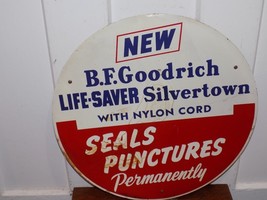 NEW
B.F.Goodrich
LIFE-SAVER Silvertown
WITH NYLON CORD
SEALS
PUNCTURES
Permanently